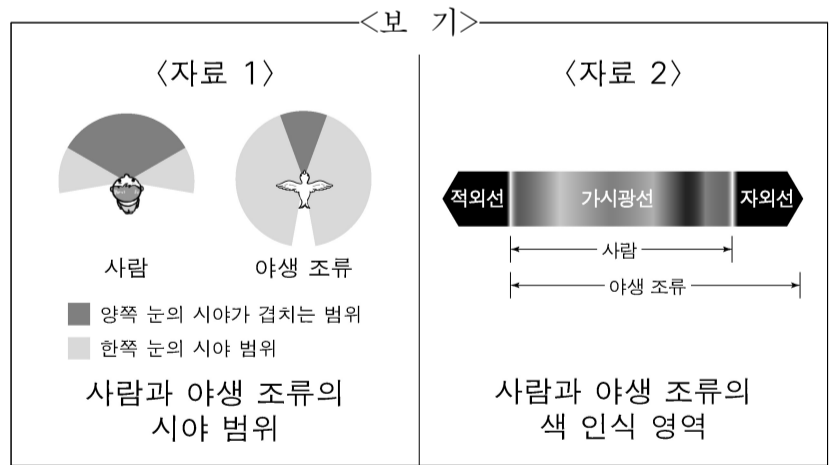 <보 기>
〈자료 1〉
사람
야생 조류
양쪽 눈의 시야가 겹치는 범위
한쪽 눈의 시야 범위
사람과 야생 조류의
시야 범위
〈자료 2〉
적외선 가시광선 자외선
사람
야생 조류
사람과 야생 조류의
색 인식 영역